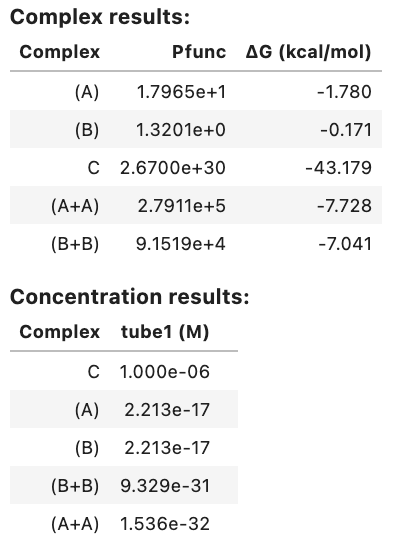 Complex results:
Complex Pfunc ΔG (kcal/mol)
(A) 1.7965e+1 -1.780
(B) 1.3201e+0 -0.171
C 2.6700e+30 -43.179
(A+A) 2.7911e+5 -7.728
(B+B) 9.1519e+4 -7.041
Concentration results:
Complex tube1 (M)
C 1.000e-06
(A) 2.213e-17
(B) 2.213e-17
(B+B) 9.329e-31
(A+A) 1.536e-32